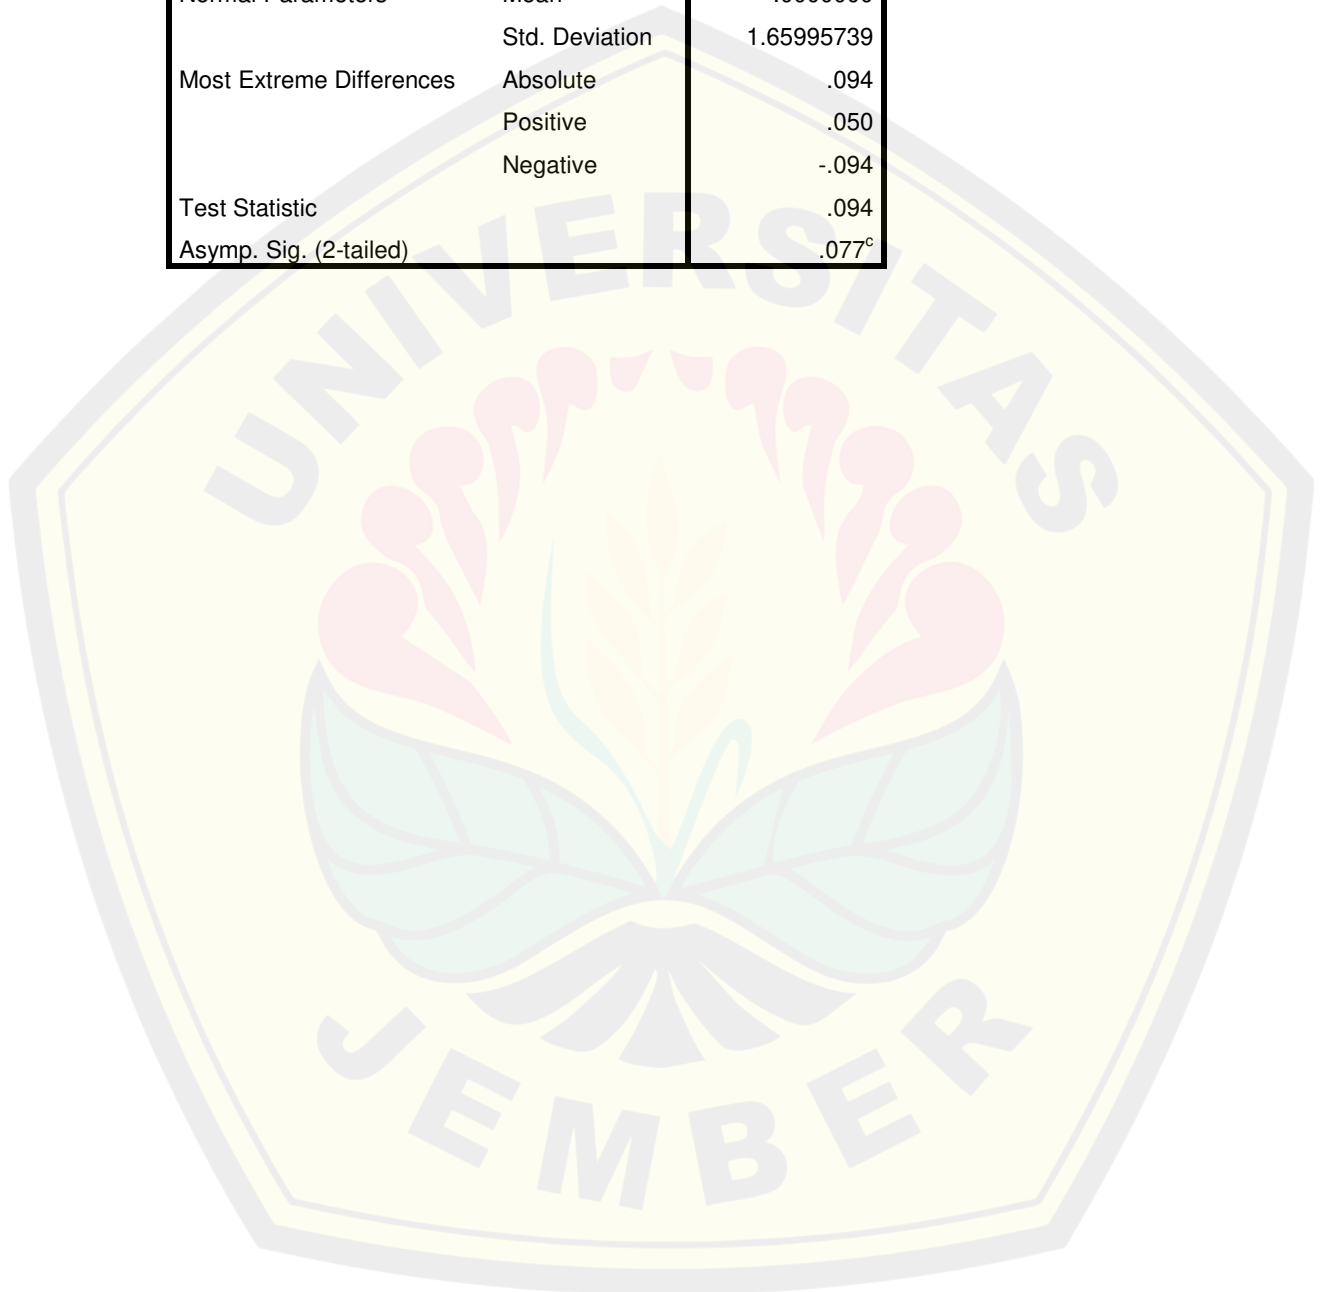 Std. Deviation 1.65995739
Most Extreme Differences Absolute .094
Positive .050
Negative -.094
Test Statistic .094
Asymp. Sig. (2-tailed) .077c
UNIVERSITAS
JEMBER